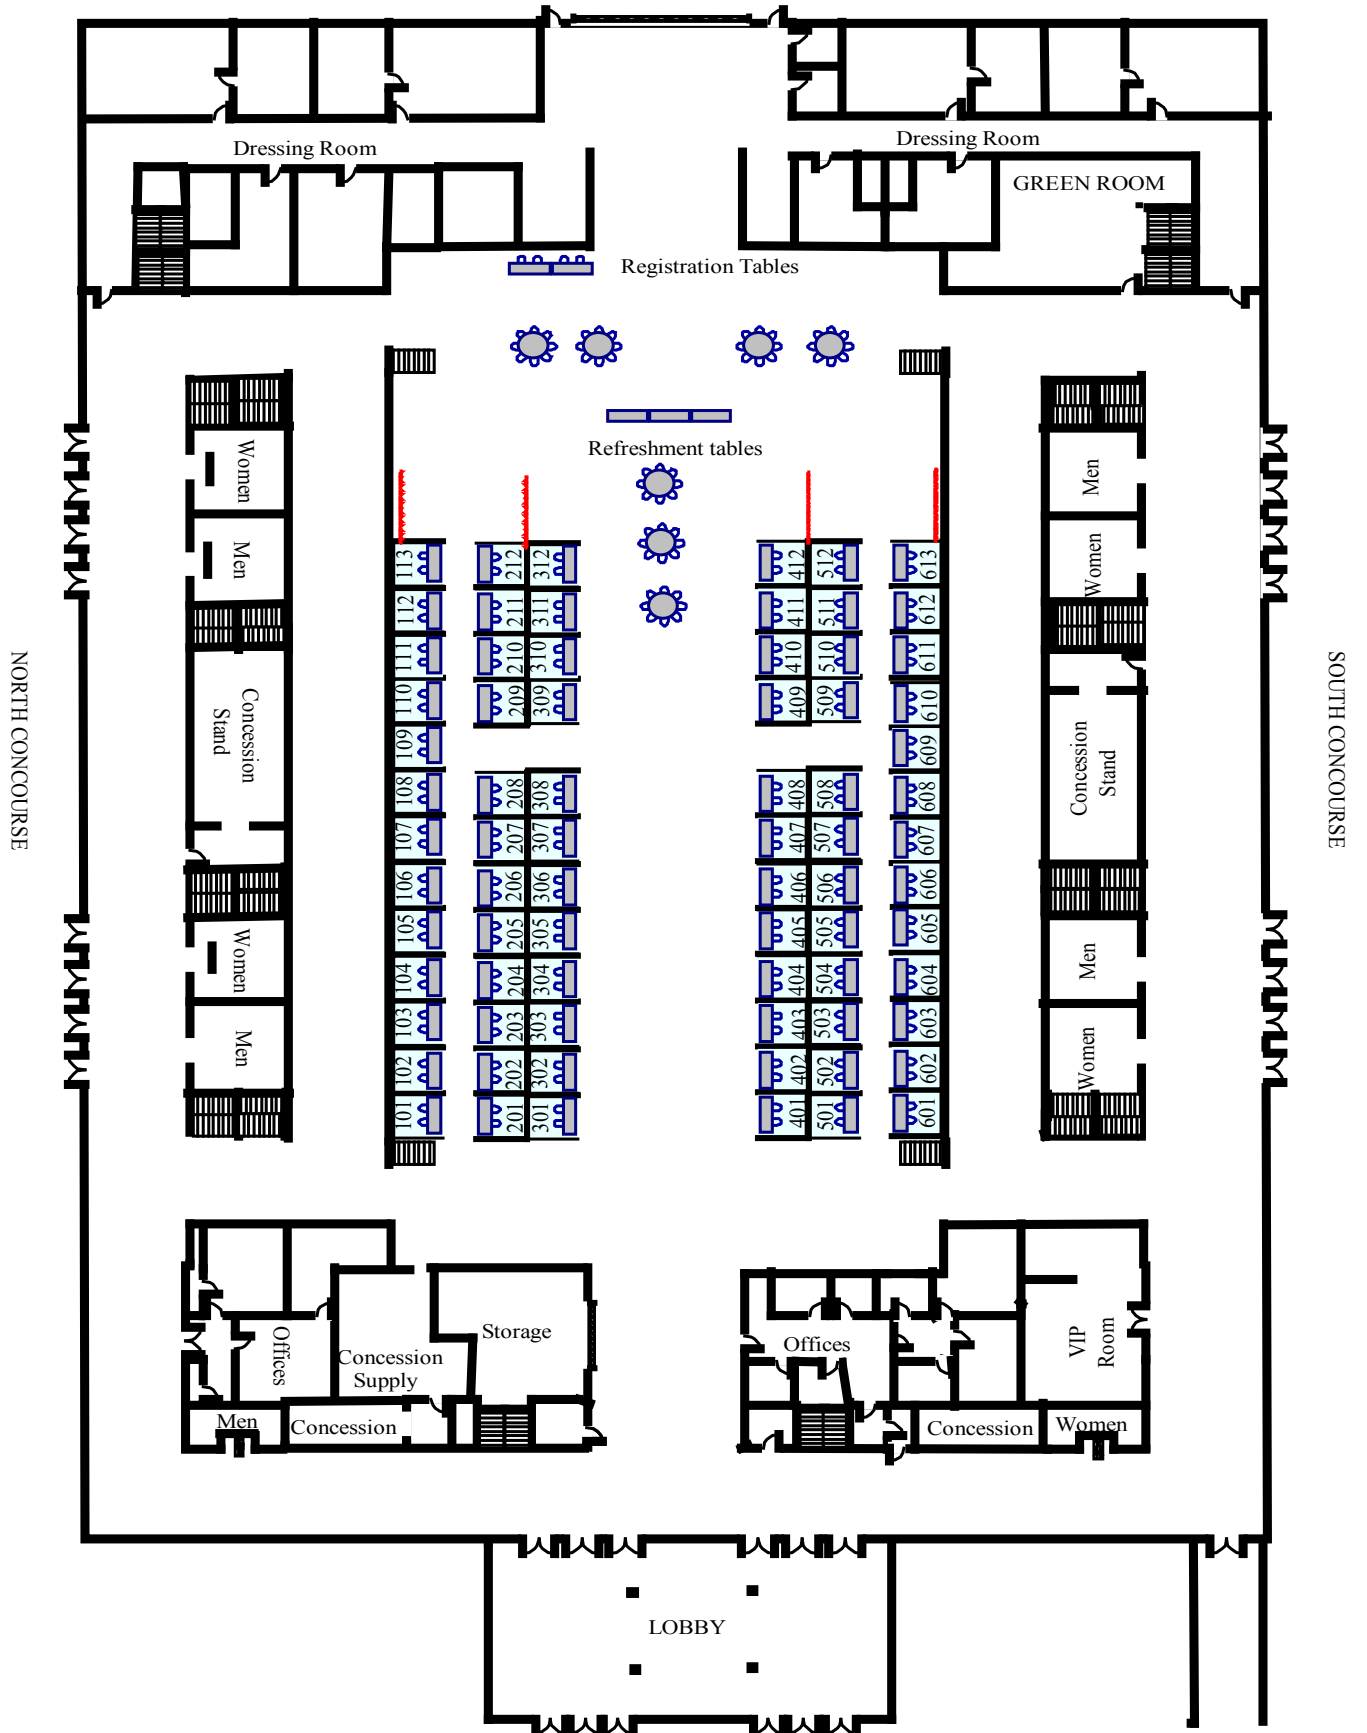 Dressing Room
Dressing Room
GREEN ROOM
Registration Tables
Refreshment tables
Women
Men
Men
Women
113
212
312
412
512
613
112
211
311
411
511
612
111
210
310
410
510
611
110
209
309
409
509
610
109
609
108
208
308
408
508
608
107
207
307
407
507
607
106
206
306
406
506
606
105
205
305
405
505
605
104
204
304
404
504
604
103
203
303
403
503
603
102
202
302
402
502
602
101
201
301
401
501
601
NORTH CONCOURSE
SOUTH CONCOURSE
Concession
Stand
Concession
Stand
Women
Men
Men
Women
Offices
Concession
Supply
Storage
Offices
VIP
Room
Men
Concession
Concession
Women
LOBBY